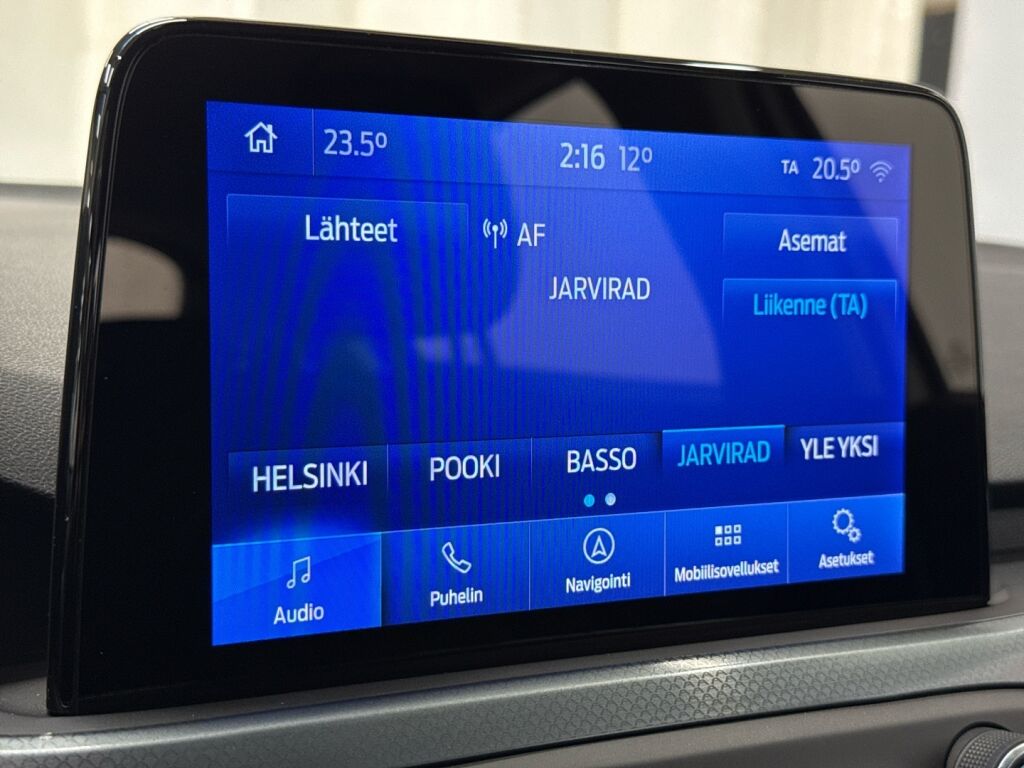 23.5° 2:16 12° TA 20.5°
Lähteet AF Asemat
JARVIRAD
Liikenne (TA)
HELSINKI POOKI BASSO JARVIRAD YLE YKSI
Audio Puhelin Navigointi Mobiilisovellukset Asetukset